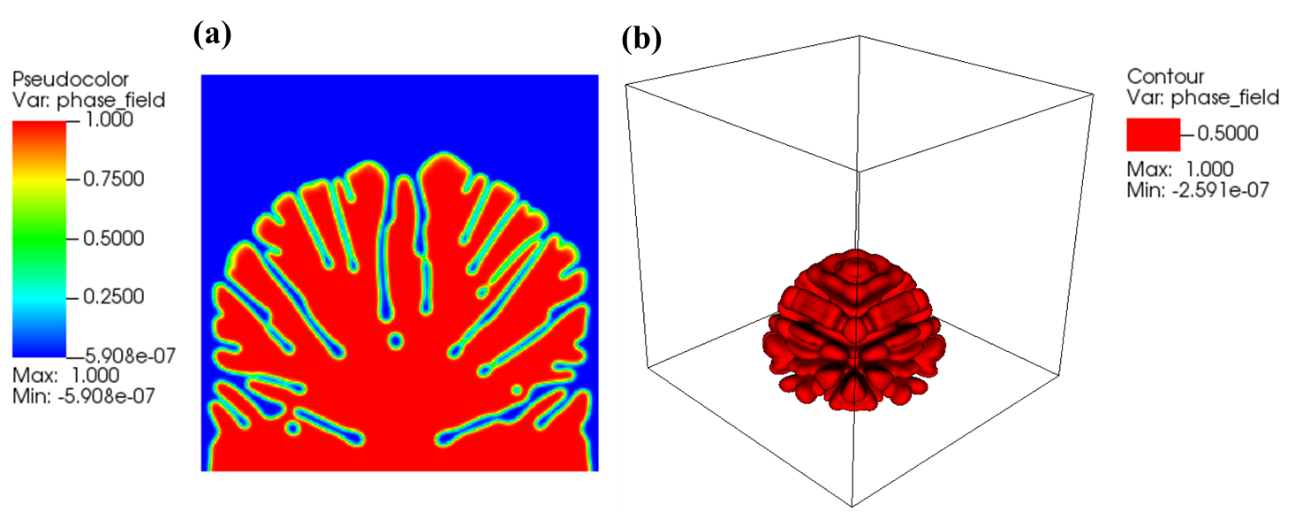 (a)
Pseudocolor
Var: phase_field
1.000
0.7500
0.5000
0.2500
-5.908e-07
Max: 1.000
Min: -5.908e-07
(b)
Contour
Var: phase_field
0.5000
Max: 1.000
Min: -2.591e-07